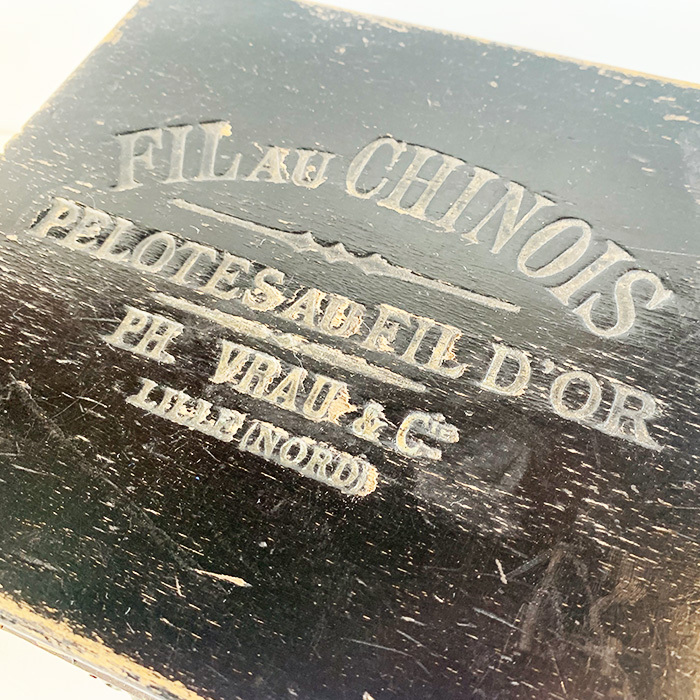 FIL AU CHINOIS
PELOTES AU FIL D'OR
PH. VRAU & Cie
LILLE (NORD)